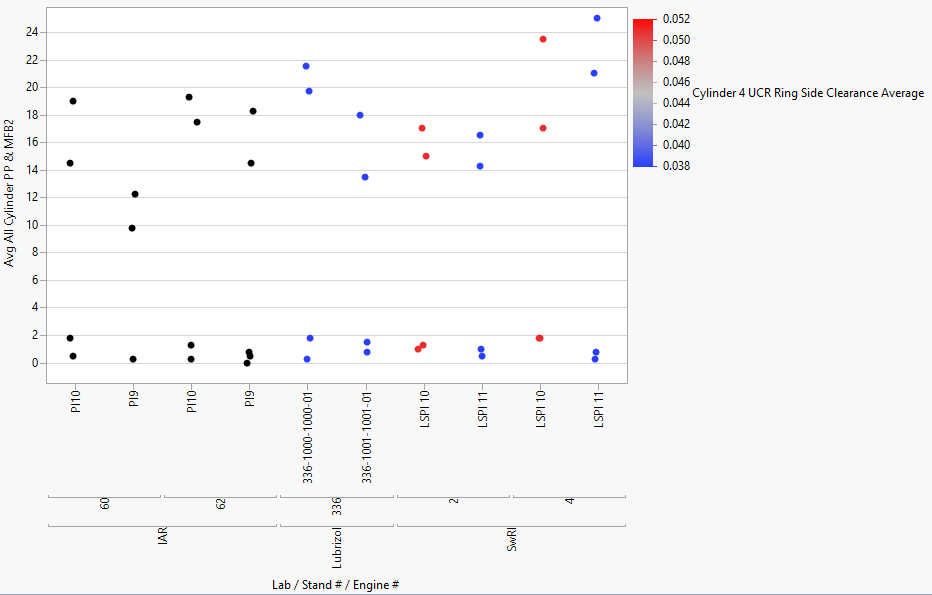 Avg All Cylinder PP & MFB2
24
22
20
18
16
14
12
10
8
6
4
2
0
PI10
PI9
PI10
PI9
336-1000-1000-01
336-1001-1001-01
LSPI 10
LSPI 11
LSPI 10
LSPI 11
60
62
336
2
4
IAR
Lubrizol
SwRI
Lab / Stand # / Engine #
0.052
0.050
0.048
0.046
0.044
0.042
0.040
0.038
Cylinder 4 UCR Ring Side Clearance Average